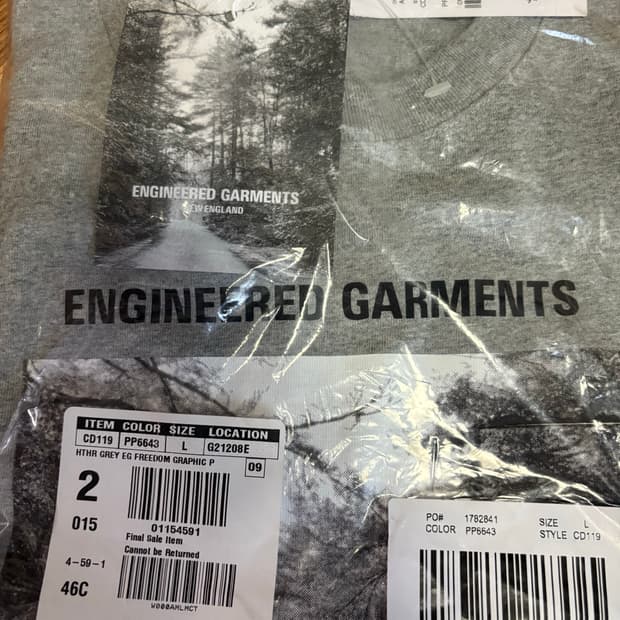 ENGINEERED GARMENTS
NEW ENGLAND
ENGINEERED GARMENTS
ITEM COLOR SIZE LOCATION
CD119 PP6643 L G21208E
HTHR GREY EG FREEDOM GRAPHIC P
09
2
015
01154591
Final Sale Item
Cannot be Returned
4-59-1
46C
W000AMLMCT
PO# 1782841 SIZE L
COLOR PP6643 STYLE CD119